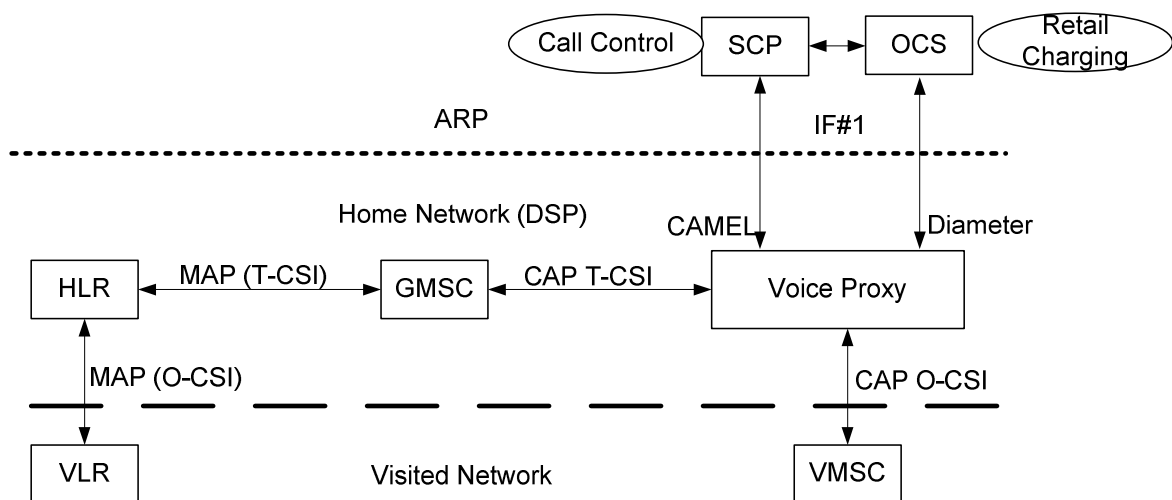 Call Control
SCP
OCS
Retail
Charging
ARP
IF#1
Home Network (DSP)
CAMEL
Diameter
HLR
MAP (T-CSI)
GMSC
CAP T-CSI
Voice Proxy
MAP (O-CSI)
CAP O-CSI
VLR
Visited Network
VMSC